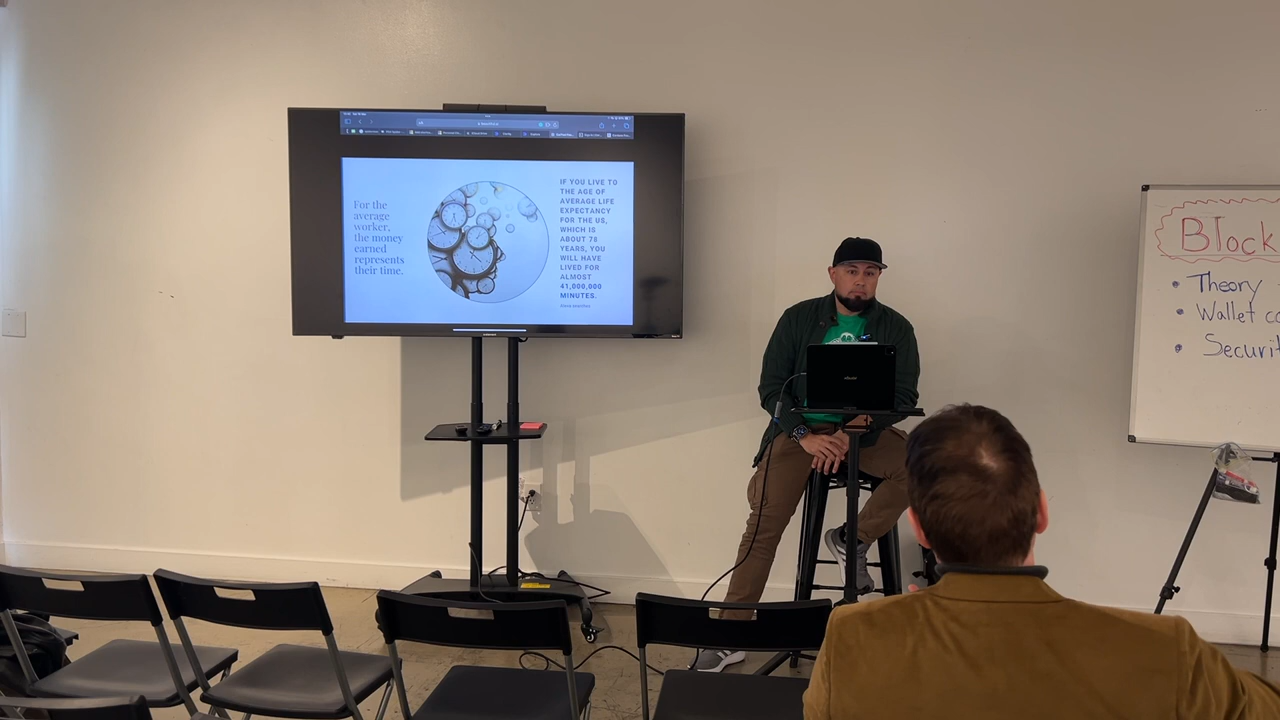 For the
average
worker,
the money
earned
represents
their time.
IF YOU LIVE TO
THE AGE OF
AVERAGE LIFE
EXPECTANCY
FOR THE US,
WHICH IS
ABOUT 78
YEARS, YOU
WILL HAVE
LIVED FOR
ALMOST
41,000,000
MINUTES.
Block
• Theory
• Wallet
• Securit